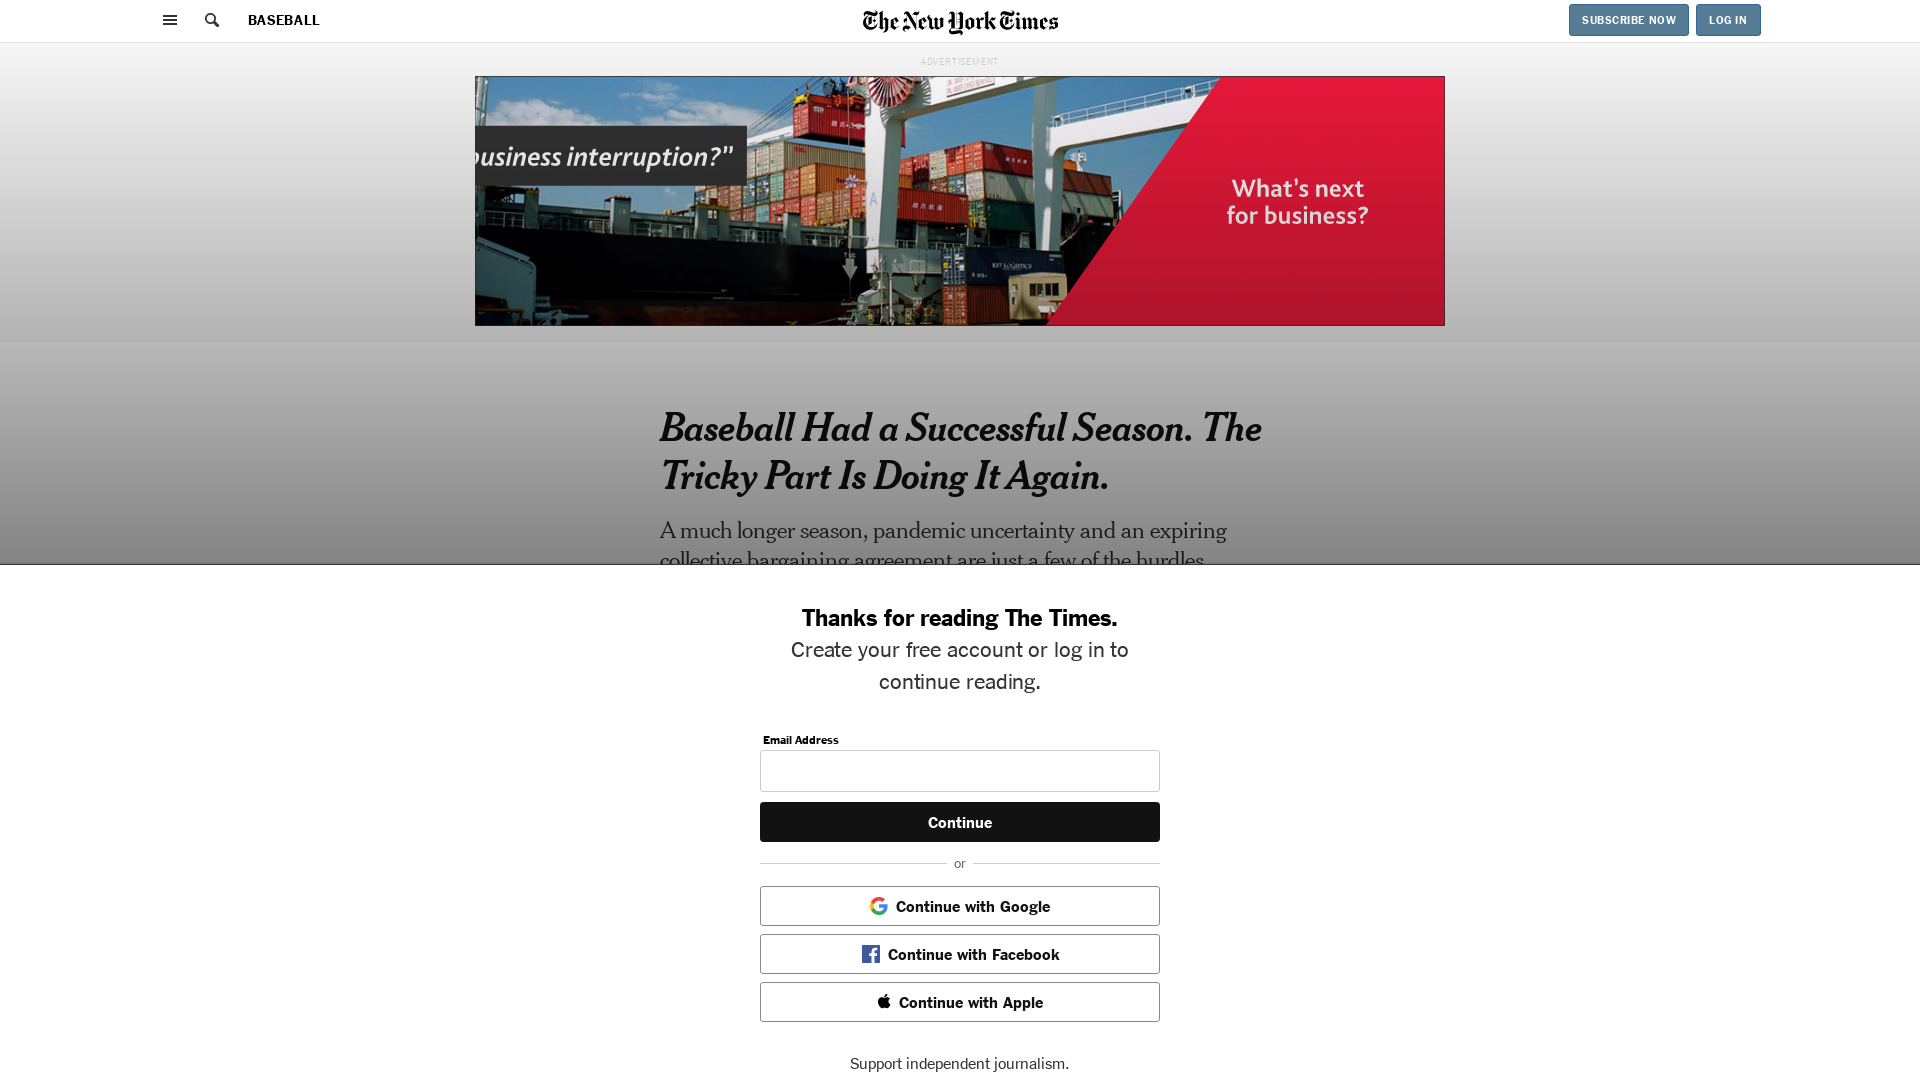 BASEBALL
The New York Times
SUBSCRIBE NOW
LOG IN
ADVERTISEMENT
business interruption?”
What’s next
for business?
Baseball Had a Successful Season. The
Tricky Part Is Doing It Again.
A much longer season, pandemic uncertainty and an expiring
collective bargaining agreement are just a few of the hurdles
Thanks for reading The Times.
Create your free account or log in to
continue reading.
Email Address
Continue
or
Continue with Google
Continue with Facebook
Continue with Apple
Support independent journalism.